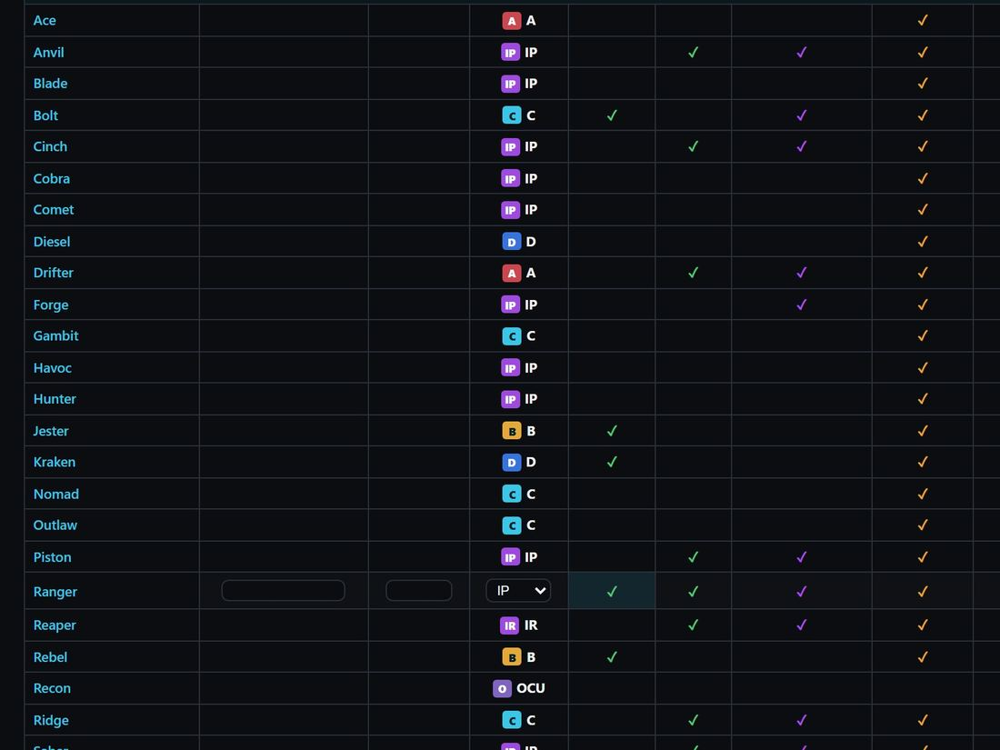 Ace A A ✓
Anvil IP IP ✓ ✓ ✓
Blade IP IP ✓
Bolt C C ✓ ✓ ✓
Cinch IP IP ✓ ✓ ✓
Cobra IP IP ✓
Comet IP IP ✓
Diesel D D ✓
Drifter A A ✓ ✓ ✓
Forge IP IP ✓ ✓
Gambit C C ✓
Havoc IP IP ✓
Hunter IP IP ✓
Jester B B ✓ ✓
Kraken D D ✓ ✓
Nomad C C ✓
Outlaw C C ✓
Piston IP IP ✓ ✓ ✓
Ranger IP ✓ ✓ ✓ ✓
Reaper IR IR ✓ ✓ ✓
Rebel B B ✓ ✓
Recon O OCU
Ridge C C ✓ ✓ ✓